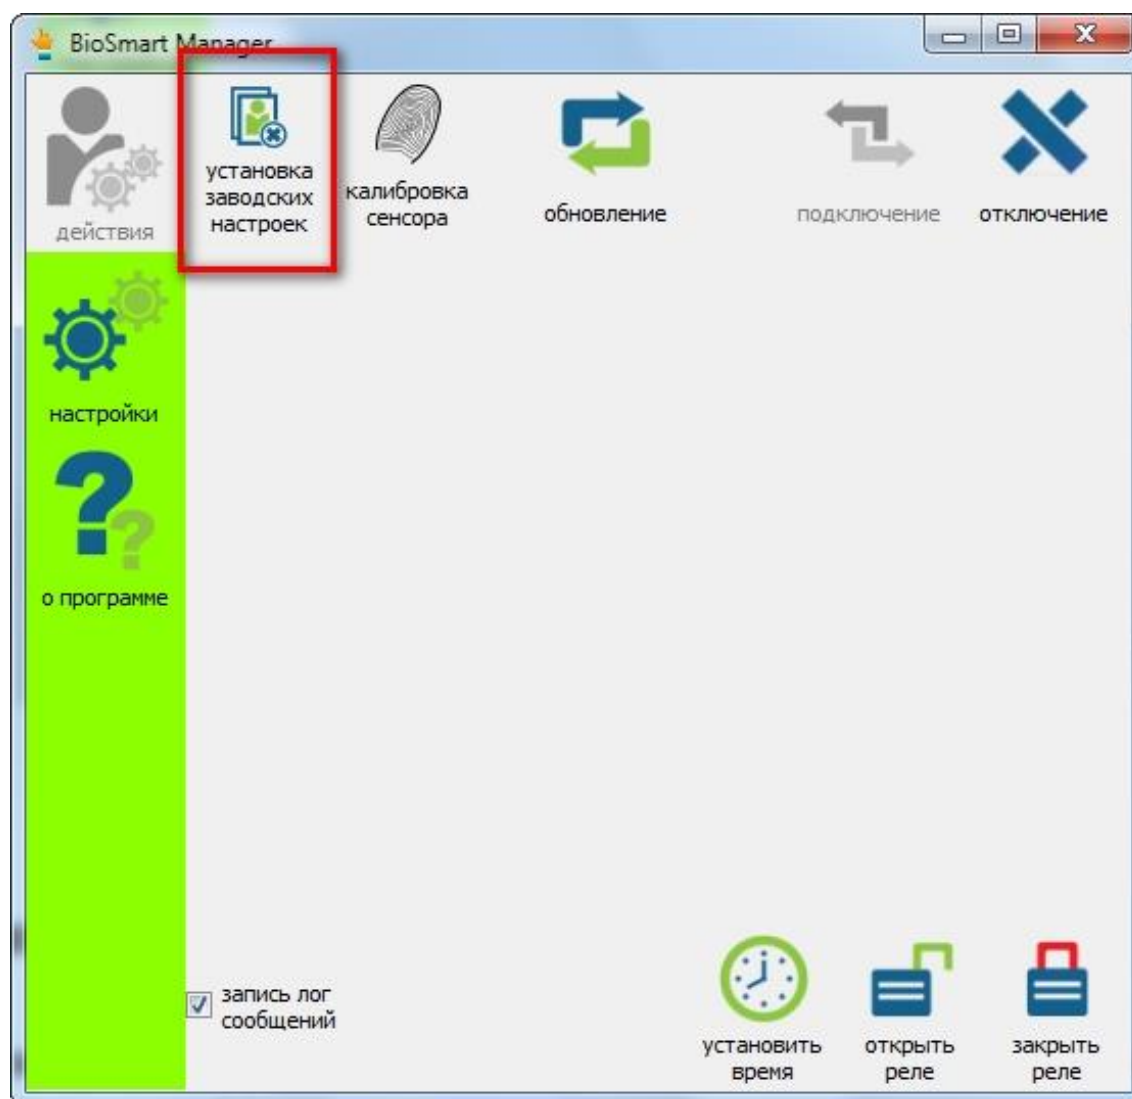 BioSmart Manager
установка
заводских
настроек
калибровка
сенсора
обновление
подключение
отключение
действия
настройки
о программе
запись лог
сообщений
установить
время
открыть
реле
закрыть
реле